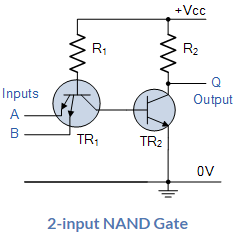 +Vcc
R₁
R₂
Inputs
A
B
Q
Output
TR₁
TR₂
0V
2-input NAND Gate